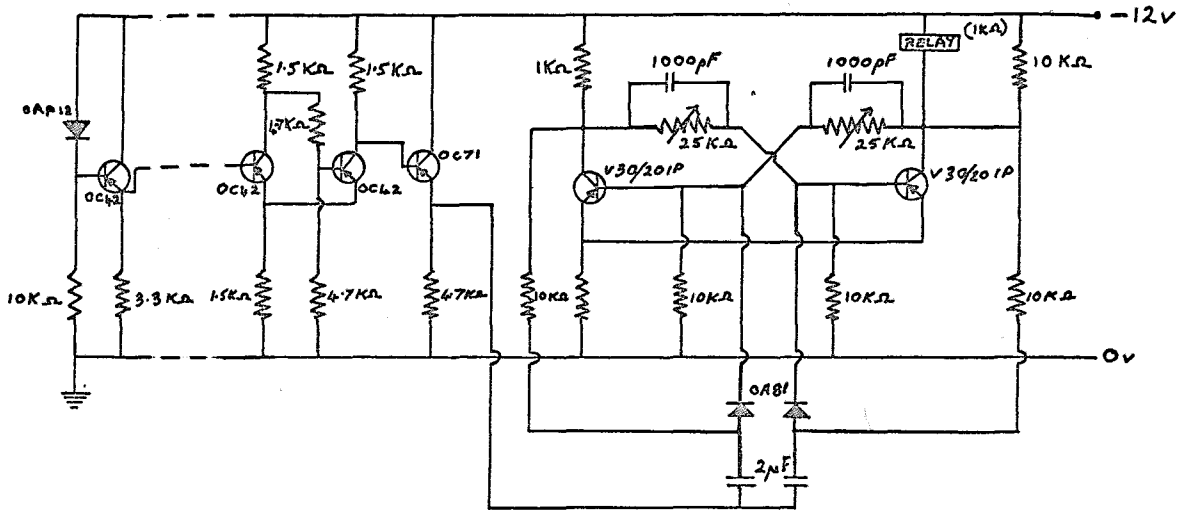 -12v
RELAY
(1KΩ)
1.5KΩ
1.5KΩ
1KΩ
1000pF
1000pF
10KΩ
OAP12
4.7KΩ
25KΩ
25KΩ
OC71
OC42
OC42
OC42
V30/201P
V30/201P
10KΩ
3.3KΩ
1.5KΩ
4.7KΩ
4.7KΩ
10KΩ
10KΩ
10KΩ
10KΩ
0v
OA81
2μF